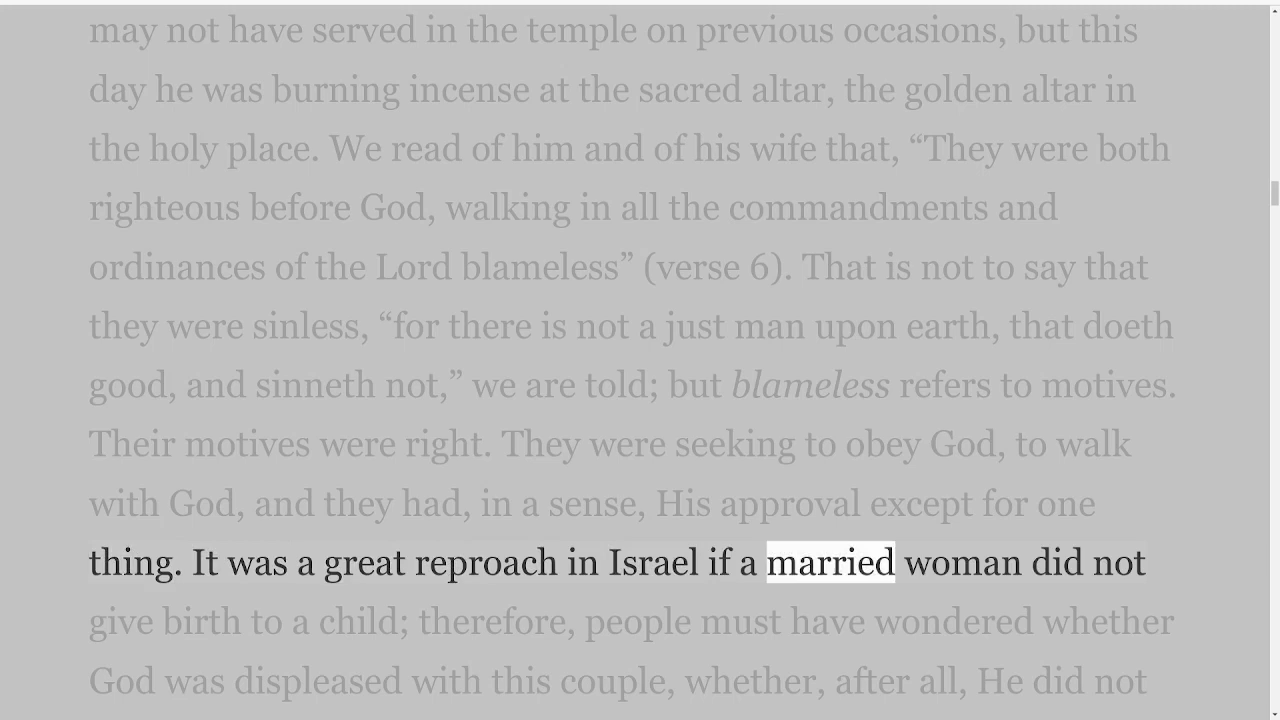 may not have served in the temple on previous occasions, but this
day he was burning incense at the sacred altar, the golden altar in
the holy place. We read of him and of his wife that, “They were both
righteous before God, walking in all the commandments and
ordinances of the Lord blameless” (verse 6). That is not to say that
they were sinless, “for there is not a just man upon earth, that doeth
good, and sinneth not,” we are told; but blameless refers to motives.
Their motives were right. They were seeking to obey God, to walk
with God, and they had, in a sense, His approval except for one
thing. It was a great reproach in Israel if a married woman did not
give birth to a child; therefore, people must have wondered whether
God was displeased with this couple, whether, after all, He did not